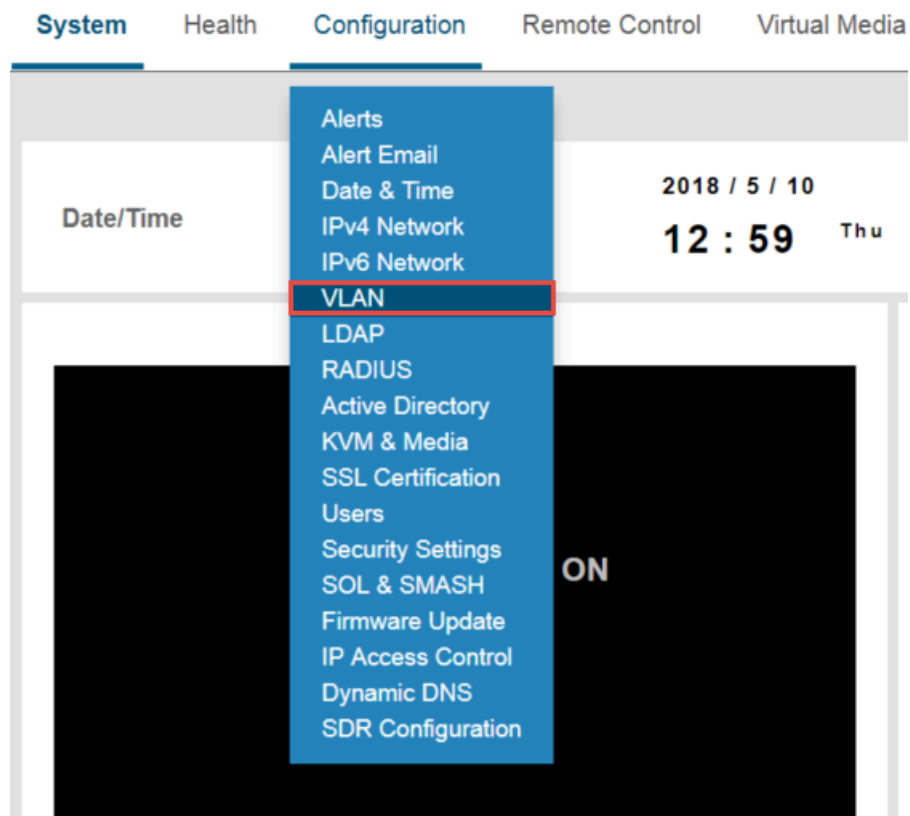 System Health Configuration Remote Control Virtual Media
Alerts
Alert Email
Date & Time
IPv4 Network
IPv6 Network
VLAN
LDAP
RADIUS
Active Directory
KVM & Media
SSL Certification
Users
Security Settings
SOL & SMASH
Firmware Update
IP Access Control
Dynamic DNS
SDR Configuration
Date/Time
2018 / 5 / 10
12 : 59 Thu
ON